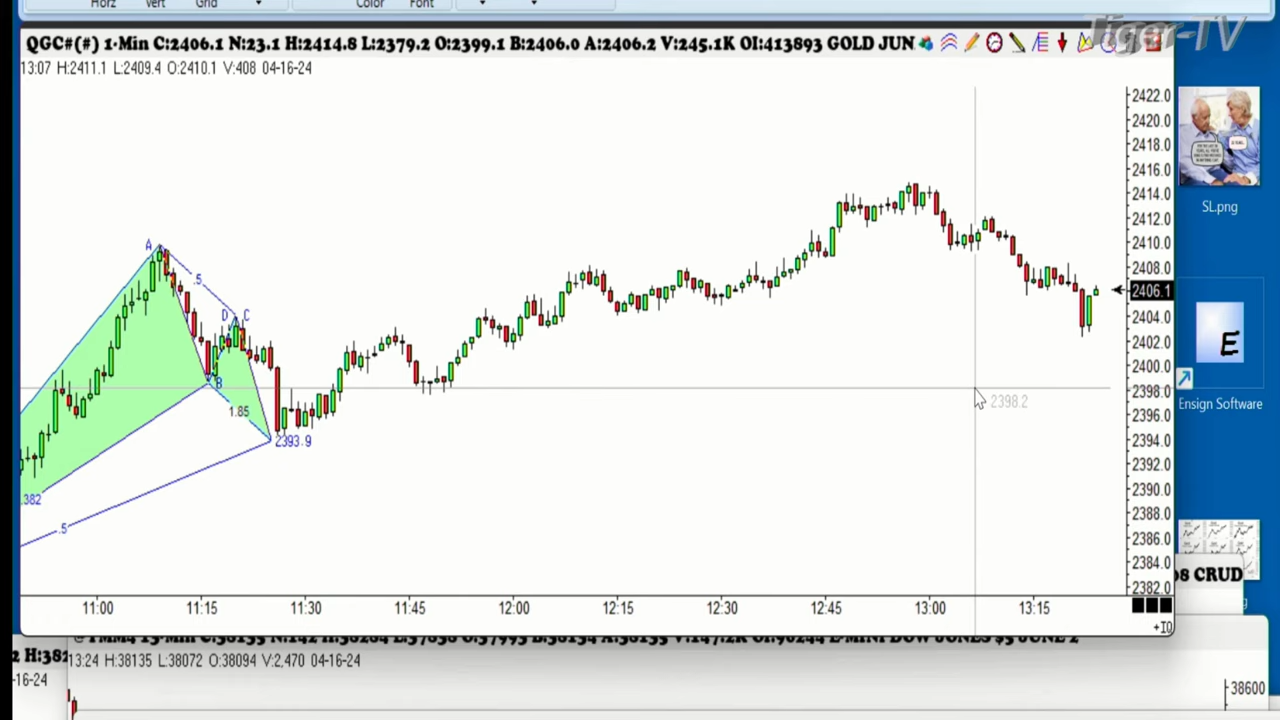 Horz Vert Grid Color Font
Tiger-TV
QGC#(#) 1-Min C:2406.1 N:23.1 H:2414.8 L:2379.2 O:2399.1 B:2406.0 A:2406.2 V:245.1K OI:413893 GOLD JUN
13:07 H:2411.1 L:2409.4 O:2410.1 V:408 04-16-24
2422.0
2420.0
2418.0
2416.0
2414.0
2412.0
2410.0
2408.0
2406.1
2404.0
2402.0
2400.0
2398.0
2396.0
2394.0
2392.0
2390.0
2388.0
2386.0
2384.0
2382.0
A
.5
D C
B
1.85
2393.9
.382
.5
2398.2
11:00 11:15 11:30 11:45 12:00 12:15 12:30 12:45 13:00 13:15
+10
SL.png
E
Ensign Software
98 CRUD
2 H:382
-16-24
13:24 H:38135 L:38072 O:38094 V:2,470 04-16-24
38600